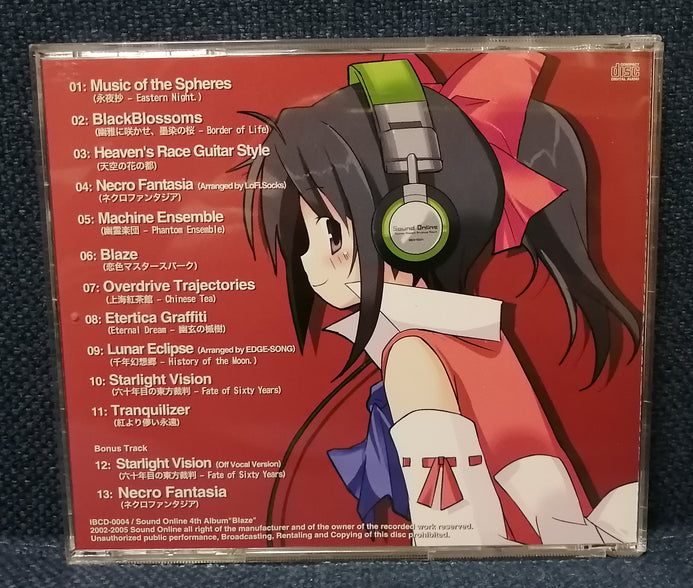 COMPACT
disc
DIGITAL AUDIO
01: Music of the Spheres
(永夜抄 - Eastern Night.)
02: BlackBlossoms
(幽雅に咲かせ、墨染の桜 - Border of Life)
03: Heaven's Race Guitar Style
(天空の花の都)
04: Necro Fantasia (Arranged by LoFi.Socks)
(ネクロファンタジア)
05: Machine Ensemble
(幽霊楽団 - Phantom Ensemble)
06: Blaze
(恋色マスタースパーク)
07: Overdrive Trajectories
(上海紅茶館 - Chinese Tea)
08: Etertica Graffiti
(Eternal Dream - 幽玄の槭樹)
09: Lunar Eclipse (Arranged by EDGE-SONG)
(千年幻想郷 - History of the Moon.)
10: Starlight Vision
(六十年目の東方裁判 - Fate of Sixty Years)
11: Tranquilizer
(紅より儚い永遠)
Bonus Track
12: Starlight Vision (Off Vocal Version)
(六十年目の東方裁判 - Fate of Sixty Years)
13: Necro Fantasia
(ネクロファンタジア)
Sound Online
IBCD-0004 / Sound Online 4th Album"Blaze"
2002-2005 Sound Online all right of the manufacturer and of the owner of the recorded work reserved.
Unauthorized public performance, Broadcasting, Rentaling and Copying of this disc prohibited.